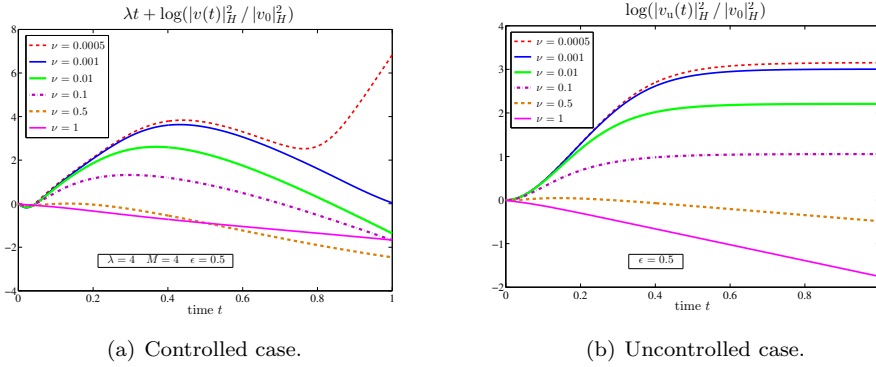 λt + log(|v(t)|²_H / |v₀|²_H)
8
6
4
2
0
−2
−4
ν = 0.0005
ν = 0.001
ν = 0.01
ν = 0.1
ν = 0.5
ν = 1
λ = 4 M = 4 ϵ = 0.5
0 0.2 0.4 0.6 0.8 1
time t
(a) Controlled case.
log(|v_u(t)|²_H / |v₀|²_H)
4
3
2
1
0
−1
−2
ν = 0.0005
ν = 0.001
ν = 0.01
ν = 0.1
ν = 0.5
ν = 1
ϵ = 0.5
0 0.2 0.4 0.6 0.8
time t
(b) Uncontrolled case.